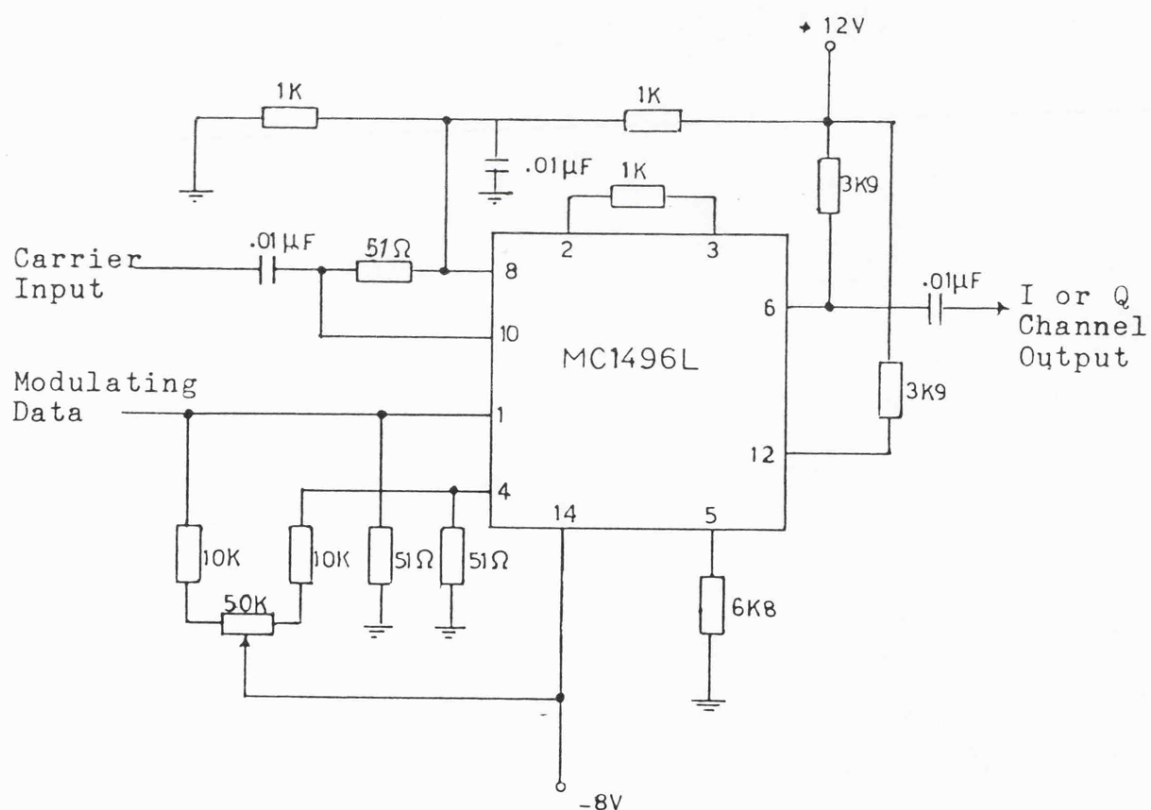 + 12V
1K
1K
.01µF
1K
3K9
2
3
.01µF
51Ω
8
Carrier
Input
10
6
.01µF
I or Q
Channel
Output
MC1496L
Modulating
Data
1
3K9
12
4
14
5
10K
10K
51Ω
51Ω
50K
6K8
-8V